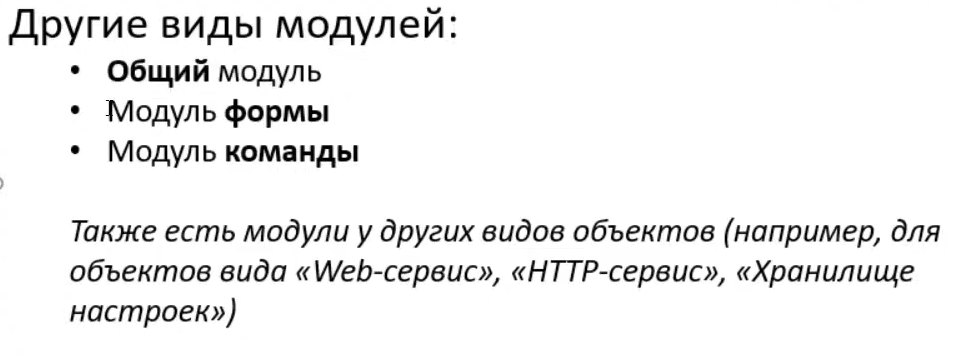 Другие виды модулей:
• Общий модуль
• Модуль формы
• Модуль команды
Также есть модули у других видов объектов (например, для
объектов вида «Web-сервис», «HTTP-сервис», «Хранилище
настроек»)